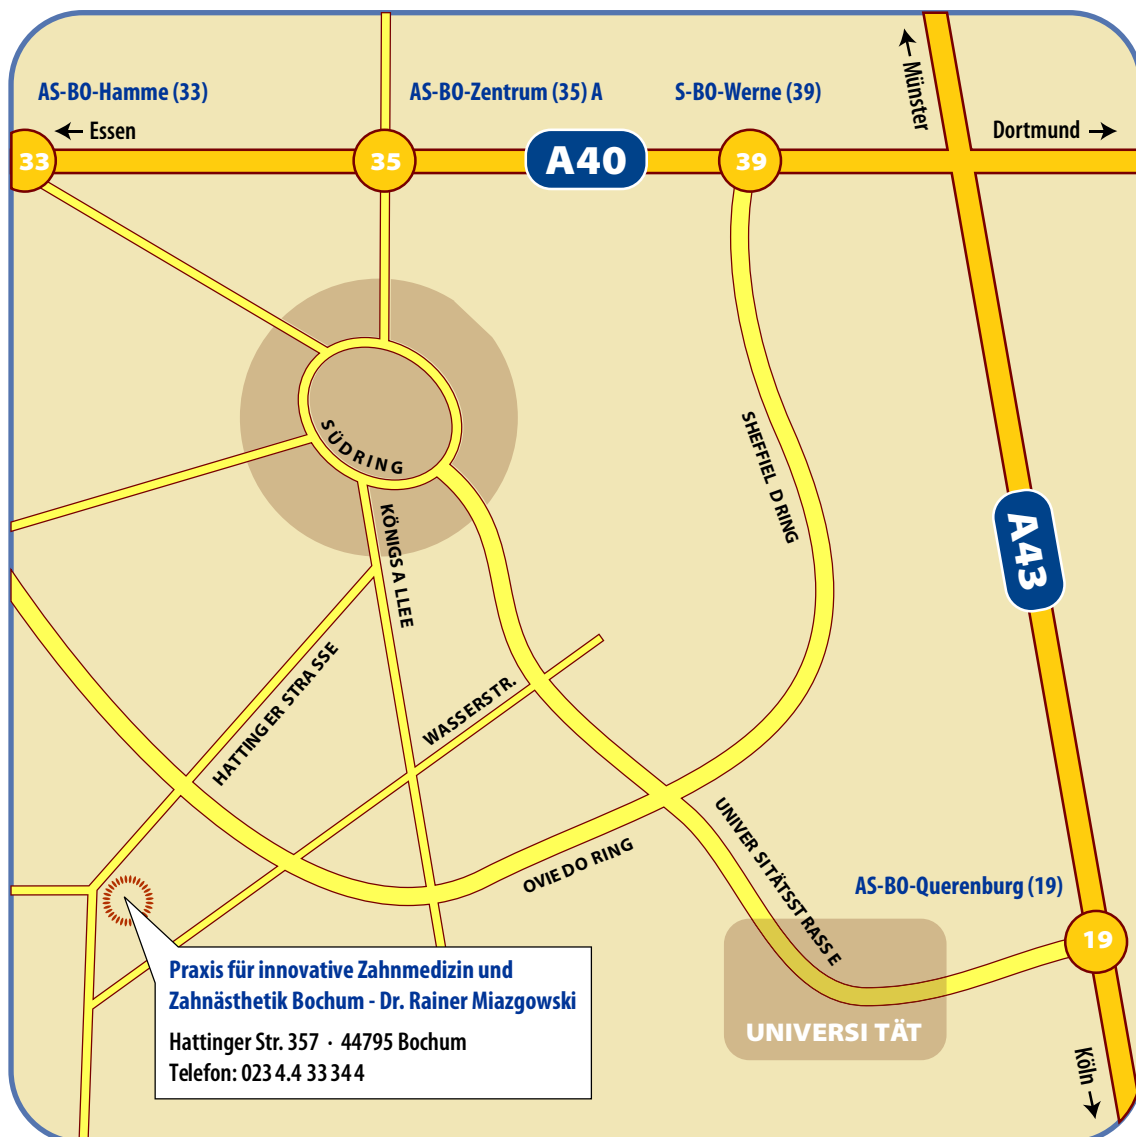 Münster
AS-BO-Hamme (33)
AS-BO-Zentrum (35) A
S-BO-Werne (39)
Essen
Dortmund
33
35
A40
39
SÜDRING
SHEFFIEL D RING
KÖNIGS A LLEE
A43
HATTING ER STRA SSE
WASSERSTR.
UNIVER SITÄTSST RASS E
OVIE DO RING
AS-BO-Querenburg (19)
19
UNIVERSI TÄT
Köln
Praxis für innovative Zahnmedizin und
Zahnästhetik Bochum - Dr. Rainer Miazgowski
Hattinger Str. 357 · 44795 Bochum
Telefon: 023 4.4 33 34 4